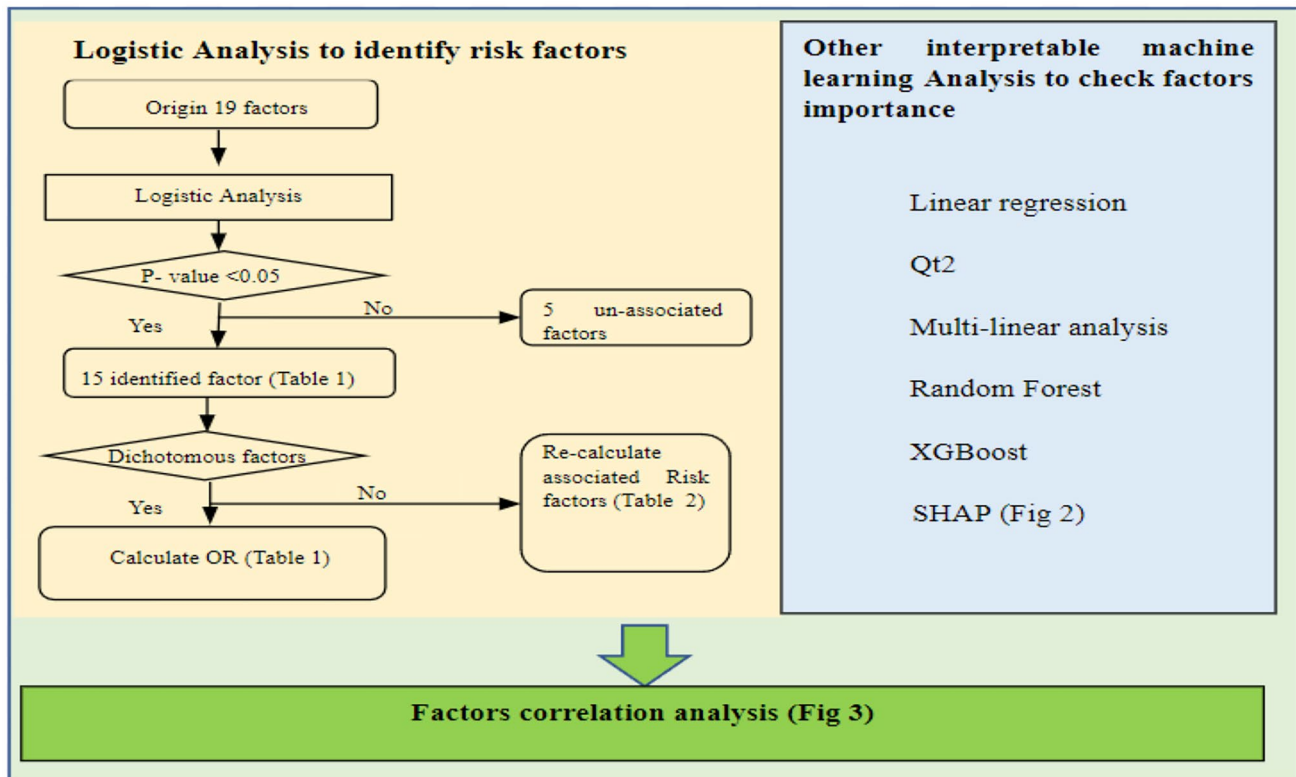 Logistic Analysis to identify risk factors
Origin 19 factors
Logistic Analysis
P- value <0.05
No
Yes
5 un-associated
factors
15 identified factor (Table 1)
Dichotomous factors
No
Yes
Re-calculate
associated Risk
factors (Table 2)
Calculate OR (Table 1)
Other interpretable machine
learning Analysis to check factors
importance
Linear regression
Qt2
Multi-linear analysis
Random Forest
XGBoost
SHAP (Fig 2)
Factors correlation analysis (Fig 3)